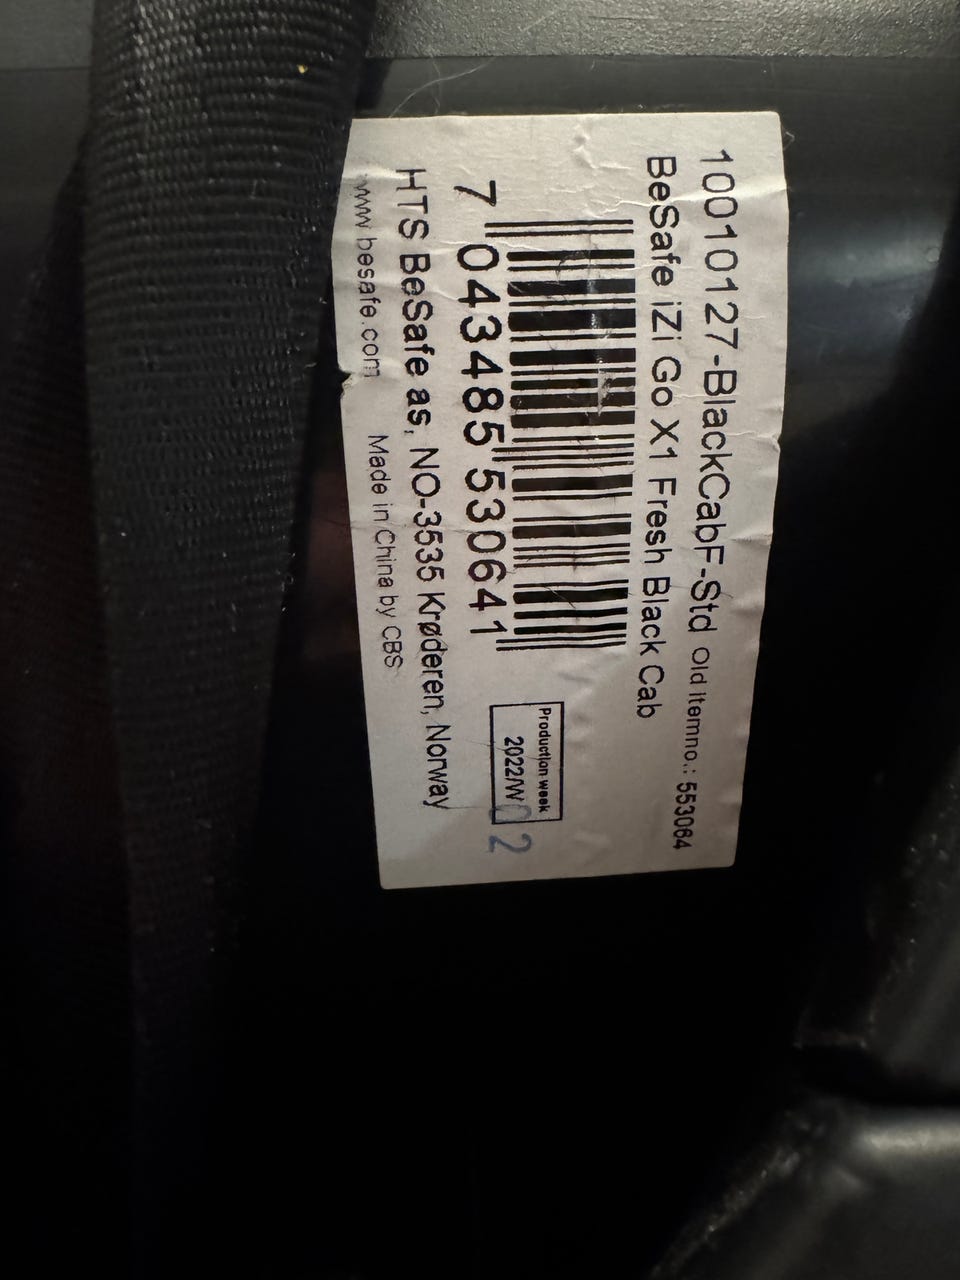 10010127-BlackCabF-Std Old Itemno.: 553064
BeSafe iZi Go X1 Fresh Black Cab
7 043485 530641
Production week
2022/W02
HTS BeSafe as, NO-3535 Krøderen, Norway
www.besafe.com Made in China by CBS